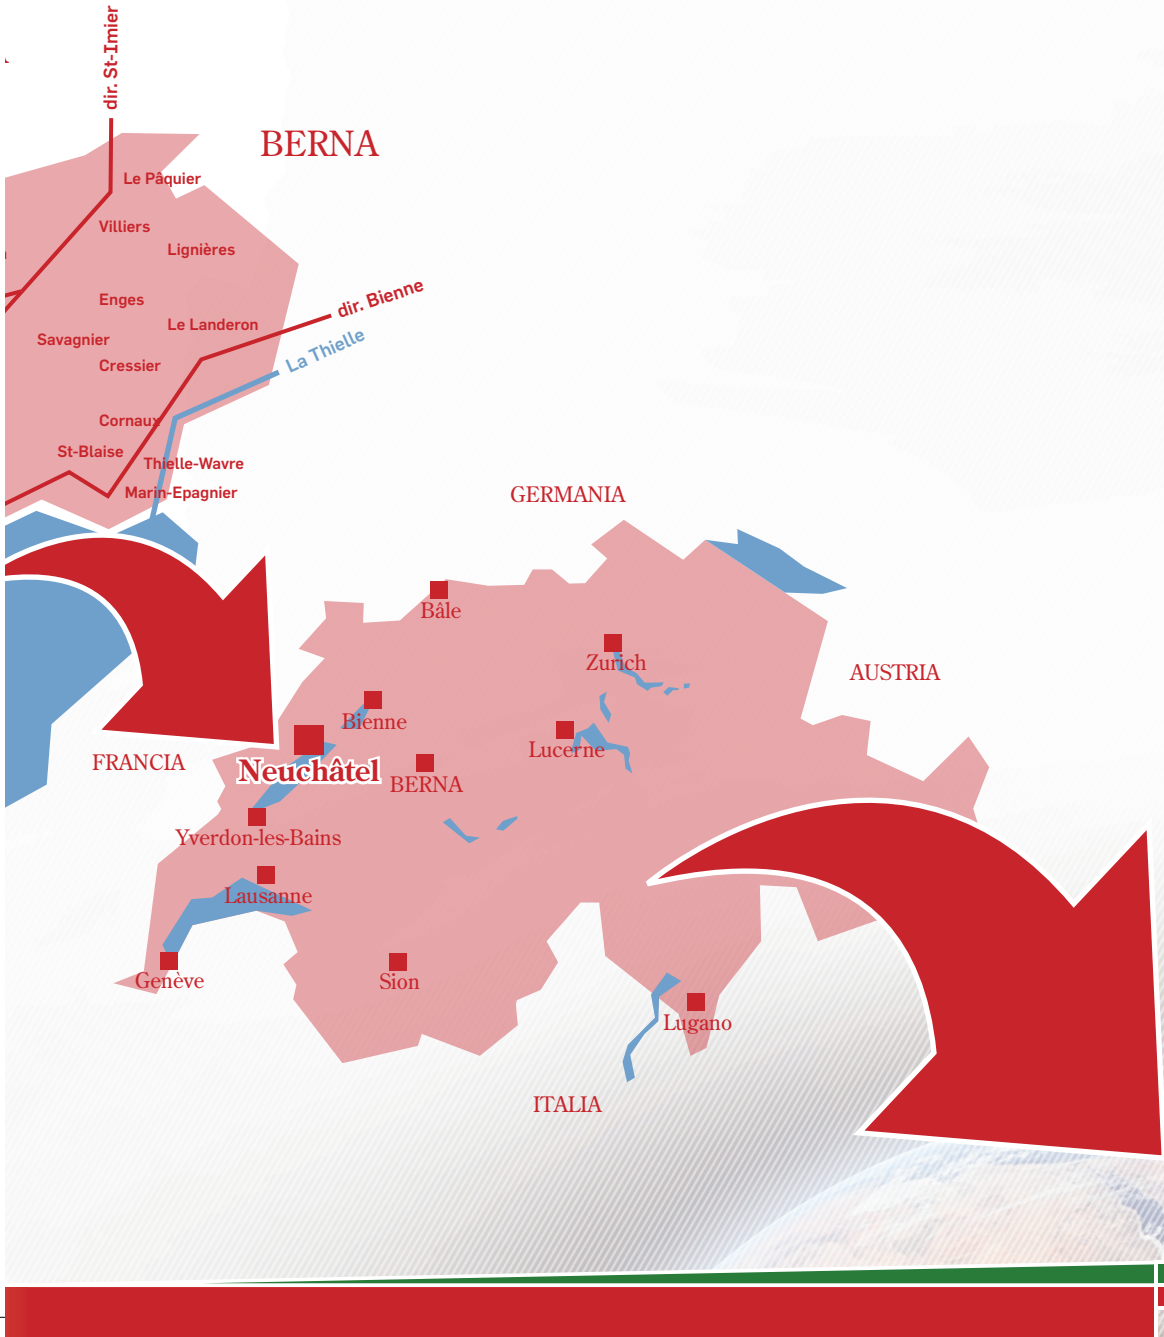 dir. St-Imier
BERNA
Le Pâquier
Villiers
Lignières
Enges
dir. Bienne
Le Landeron
Savagnier
La Thielle
Cressier
Cornaux
St-Blaise
Thielle-Wavre
Marin-Epagnier
GERMANIA
Bâle
Zurich
AUSTRIA
Bienne
Lucerne
FRANCIA
Neuchâtel
BERNA
Yverdon-les-Bains
Lausanne
Genève
Sion
Lugano
ITALIA